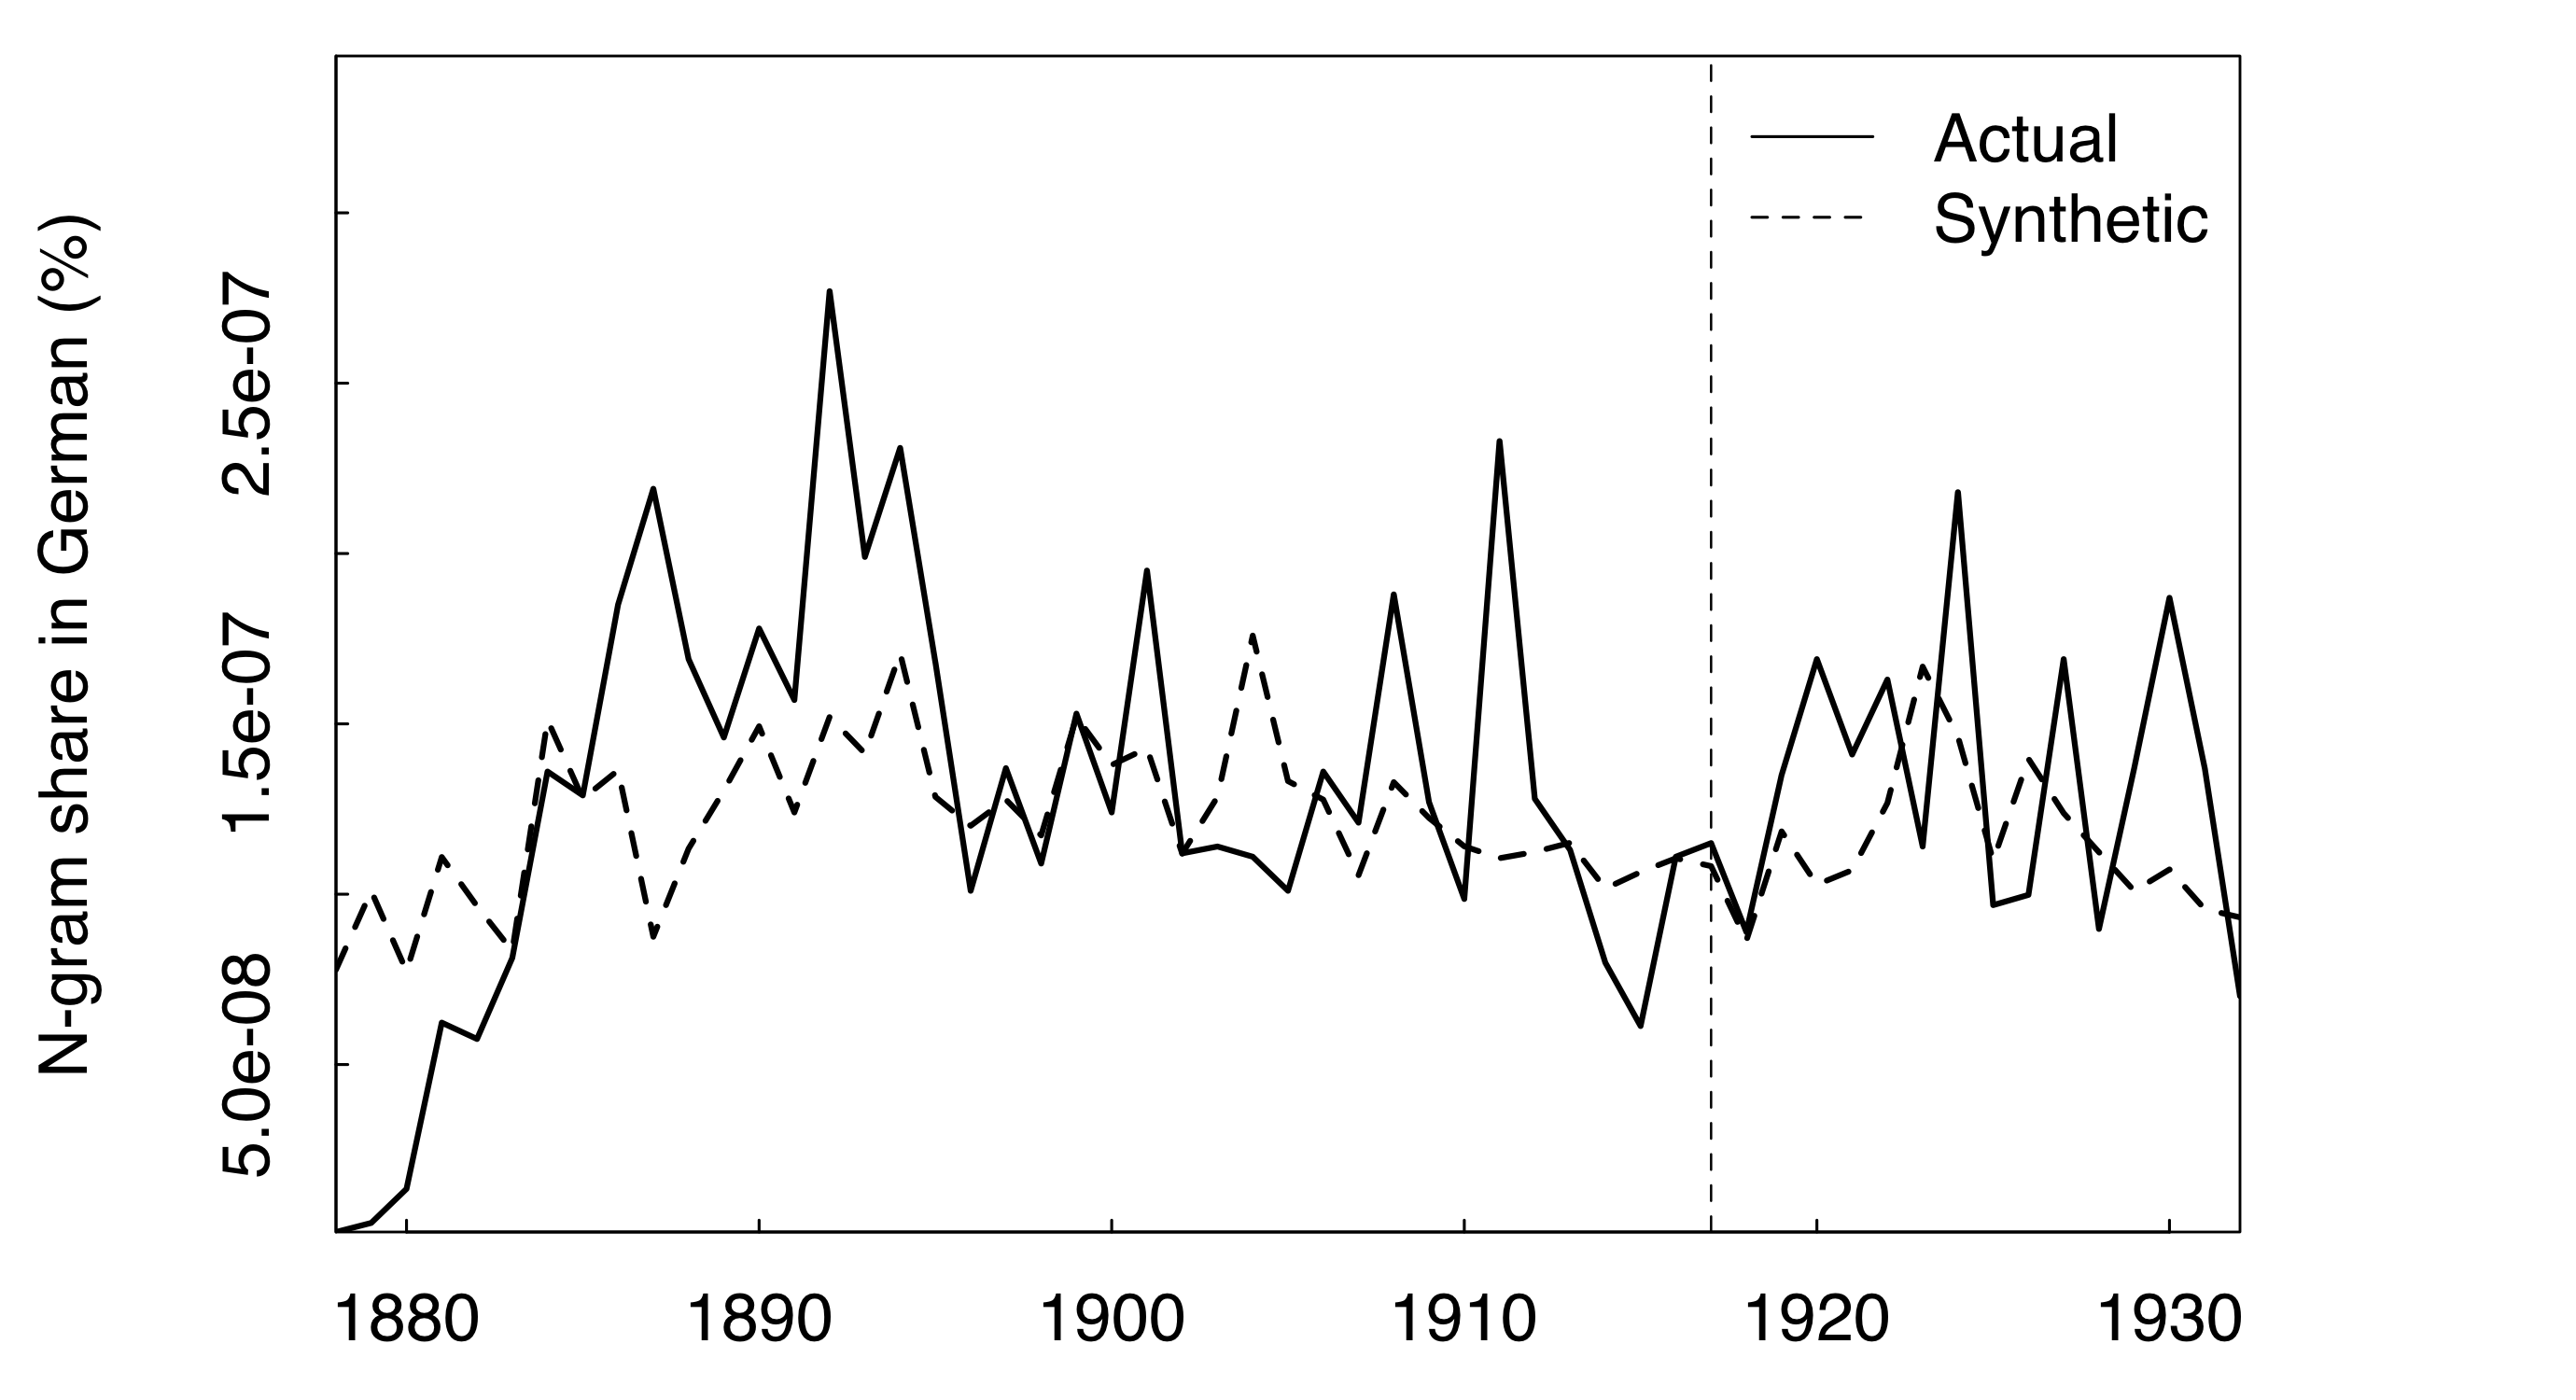 N-gram share in German (%)
2.5e-07
1.5e-07
5.0e-08
Actual
Synthetic
1880 1890 1900 1910 1920 1930